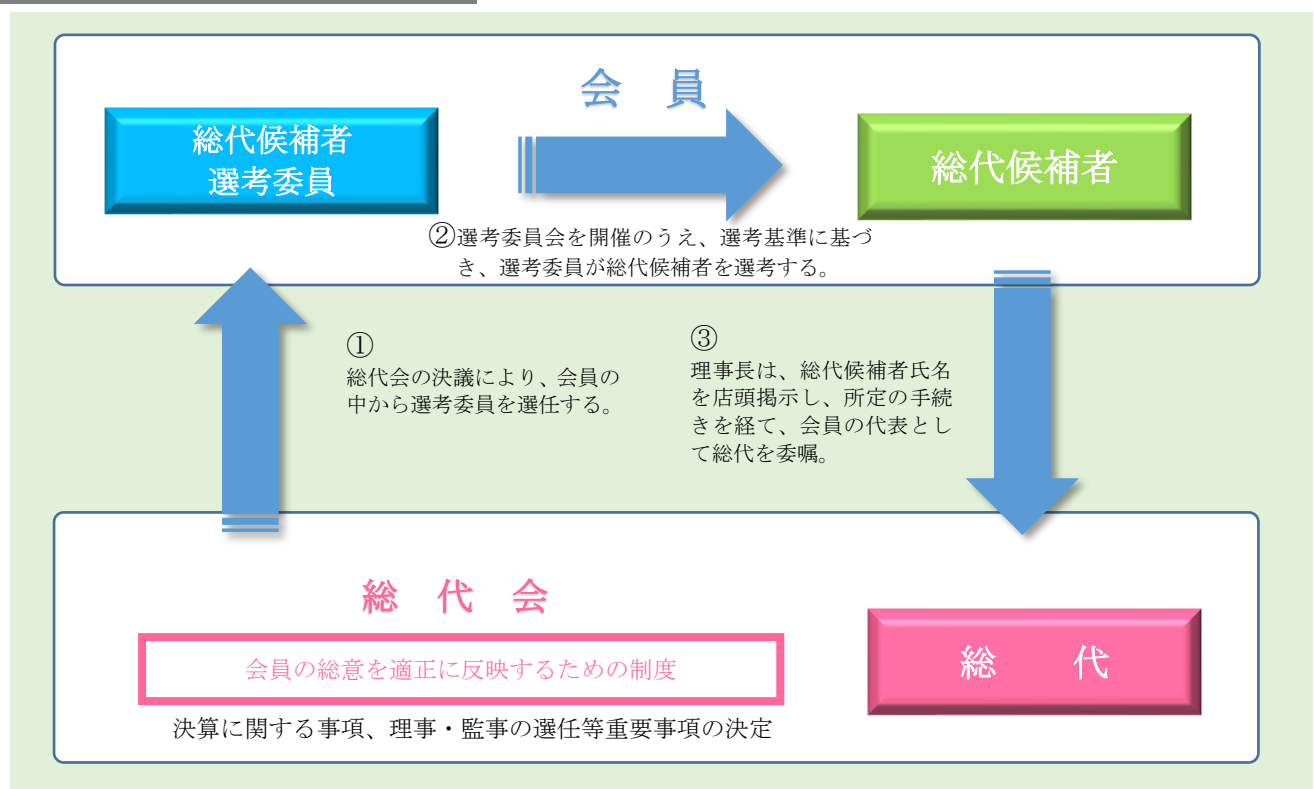 会 員
総代候補者
選考委員
総代候補者
②選考委員会を開催のうえ、選考基準に基づ
き、選考委員が総代候補者を選考する。
①
総代会の決議により、会員の
中から選考委員を選任する。
③
理事長は、総代候補者氏名
を店頭掲示し、所定の手続
きを経て、会員の代表とし
て総代を委嘱。
総 代 会
会員の総意を適正に反映するための制度
決算に関する事項、理事・監事の選任等重要事項の決定
総 代